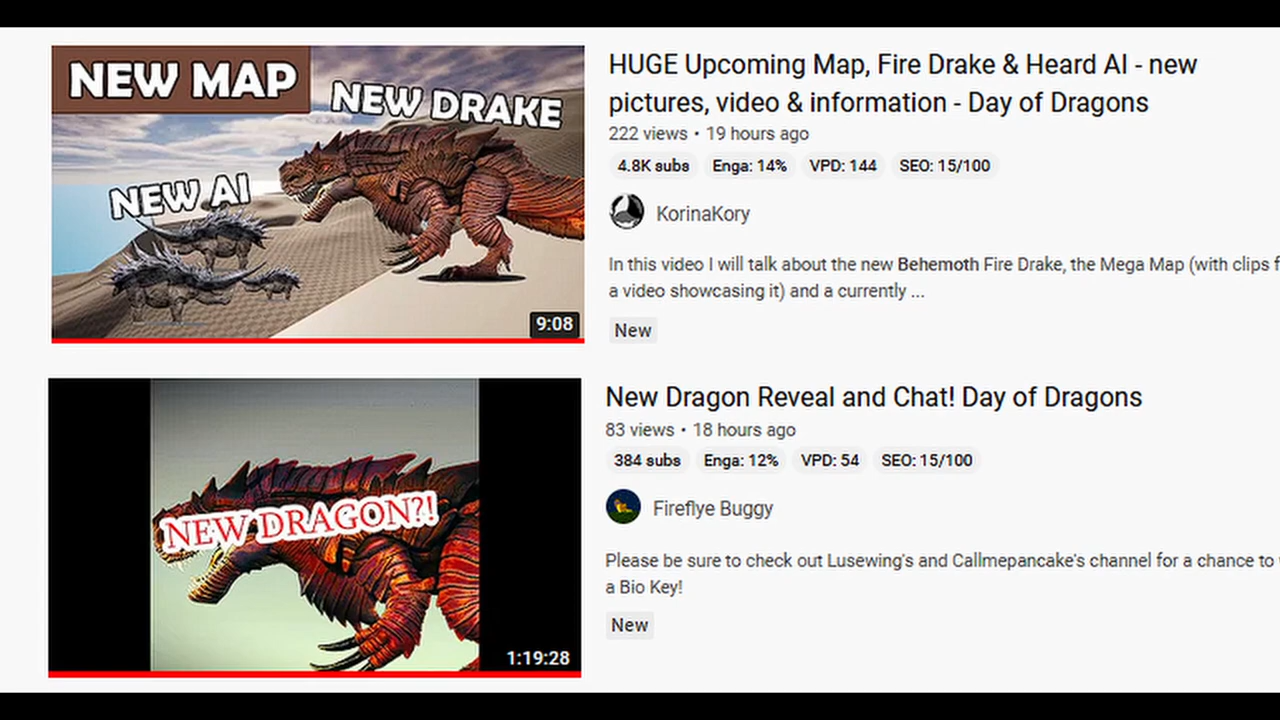 NEW MAP
NEW DRAKE
NEW AI
9:08
HUGE Upcoming Map, Fire Drake & Heard AI - new
pictures, video & information - Day of Dragons
222 views • 19 hours ago
4.8K subs Enga: 14% VPD: 144 SEO: 15/100
KorinaKory
In this video I will talk about the new Behemoth Fire Drake, the Mega Map (with clips f
a video showcasing it) and a currently ...
New
NEW DRAGON?!
1:19:28
New Dragon Reveal and Chat! Day of Dragons
83 views • 18 hours ago
384 subs Enga: 12% VPD: 54 SEO: 15/100
Fireflye Buggy
Please be sure to check out Lusewing's and Callmepancake's channel for a chance to
a Bio Key!
New